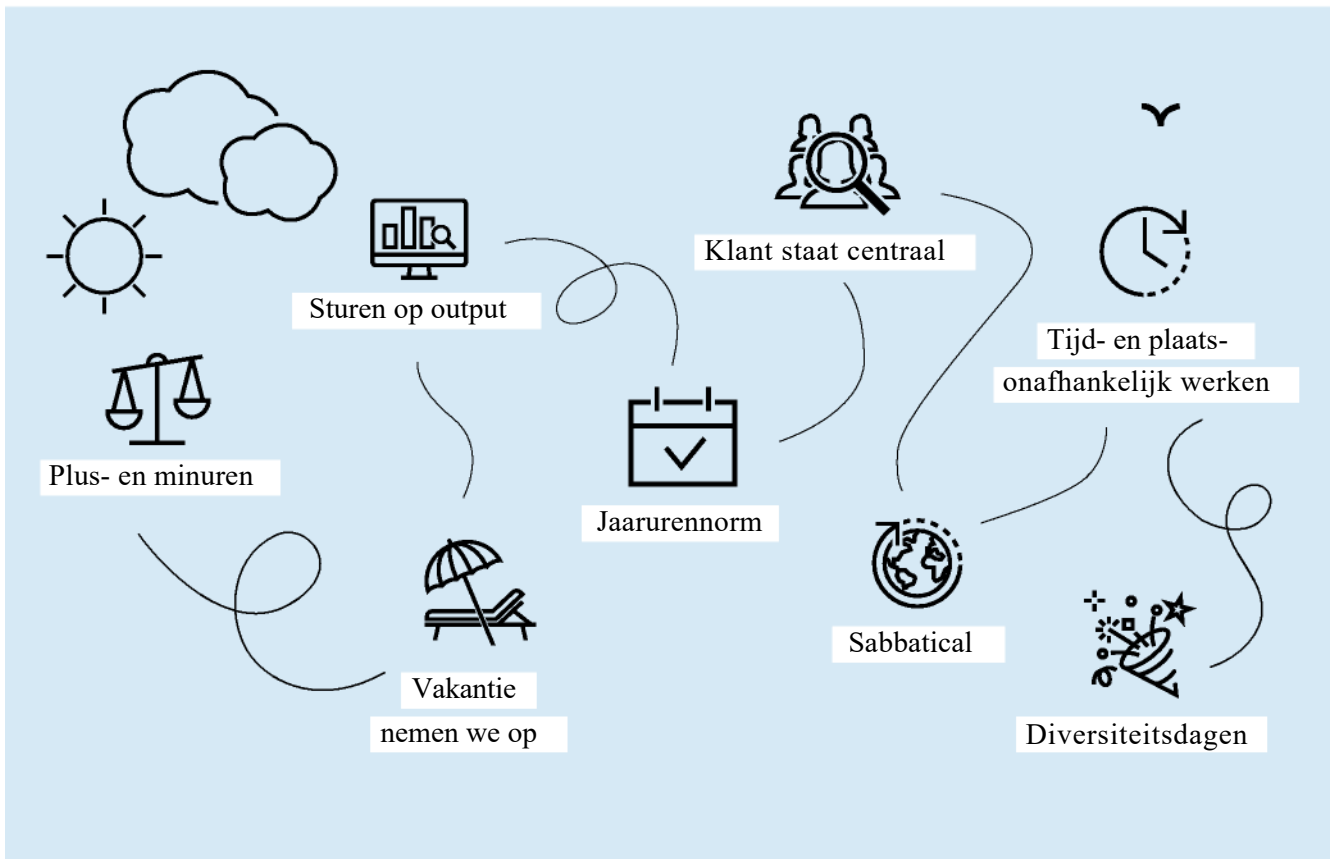 Klant staat centraal
Sturen op output
Tijd- en plaats-
onafhankelijk werken
Plus- en minuren
Jaarurennorm
Sabbatical
Vakantie
nemen we op
Diversiteitsdagen